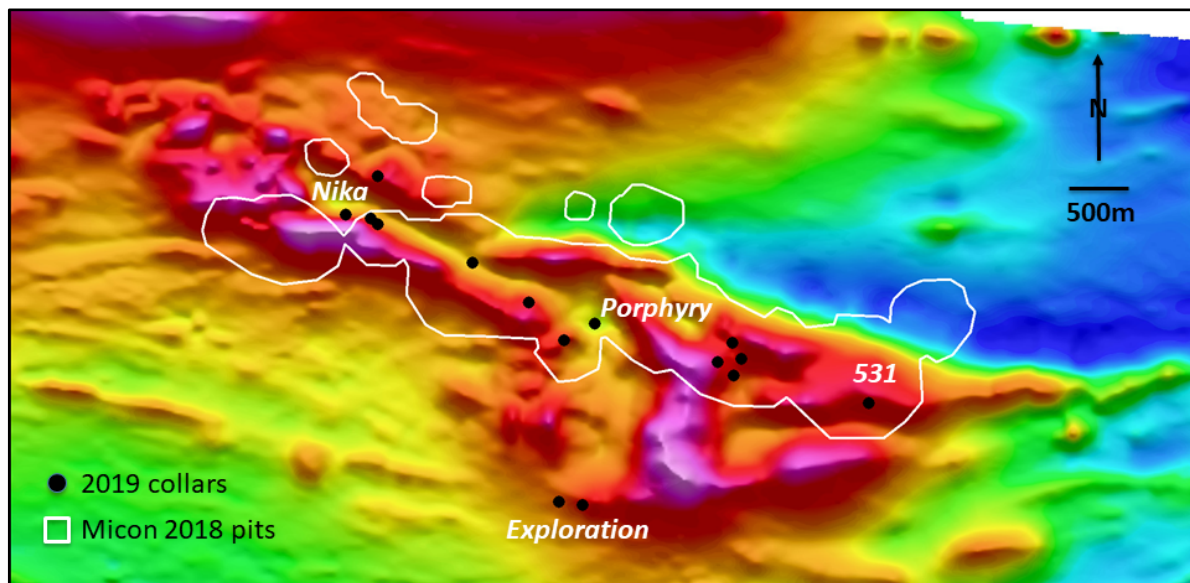 N
500m
Nika
Porphyry
531
2019 collars
Micon 2018 pits
Exploration